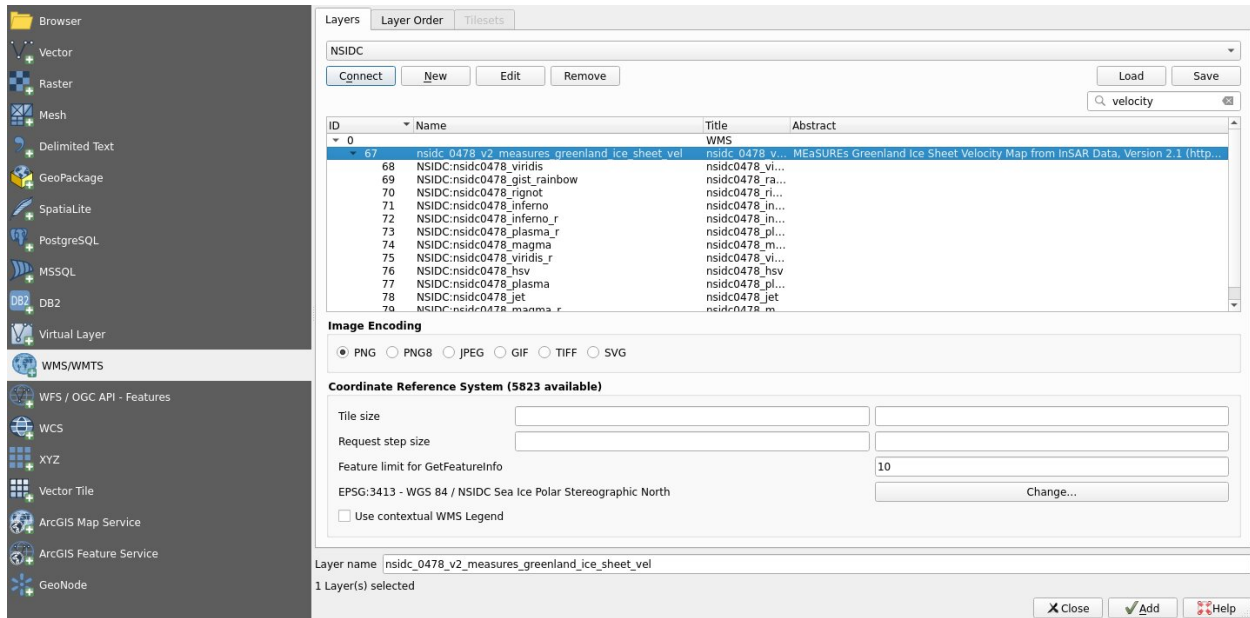 Browser
Vector
Raster
Mesh
Delimited Text
GeoPackage
SpatiaLite
PostgreSQL
MSSQL
DB2 DB2
Virtual Layer
WMS/WMTS
WFS / OGC API - Features
WCS
XYZ
Vector Tile
ArcGIS Map Service
ArcGIS Feature Service
GeoNode
Layers Layer Order Tilesets
NSIDC
Connect New Edit Remove Load Save
velocity
ID Name Title Abstract
0 WMS
67 nsidc_0478_v2_measures_greenland_ice_sheet_vel nsidc_0478_v... MEaSUREs Greenland Ice Sheet Velocity Map from InSAR Data, Version 2.1 (http...
68 NSIDC:nsidc0478_viridis nsidc0478_vi...
69 NSIDC:nsidc0478_gist_rainbow nsidc0478_ra...
70 NSIDC:nsidc0478_rignot nsidc0478_ri...
71 NSIDC:nsidc0478_inferno nsidc0478_in...
72 NSIDC:nsidc0478_inferno_r nsidc0478_in...
73 NSIDC:nsidc0478_plasma_r nsidc0478_pl...
74 NSIDC:nsidc0478_magma nsidc0478_m...
75 NSIDC:nsidc0478_viridis_r nsidc0478_vi...
76 NSIDC:nsidc0478_hsv nsidc0478_hsv
77 NSIDC:nsidc0478_plasma nsidc0478_pl...
78 NSIDC:nsidc0478_jet nsidc0478_jet
79 NSIDC:nsidc0478_magma_r nsidc0478_m...
Image Encoding
PNG PNG8 JPEG GIF TIFF SVG
Coordinate Reference System (5823 available)
Tile size
Request step size
Feature limit for GetFeatureInfo 10
EPSG:3413 - WGS 84 / NSIDC Sea Ice Polar Stereographic North Change...
Use contextual WMS Legend
Layer name nsidc_0478_v2_measures_greenland_ice_sheet_vel
1 Layer(s) selected
Close Add Help